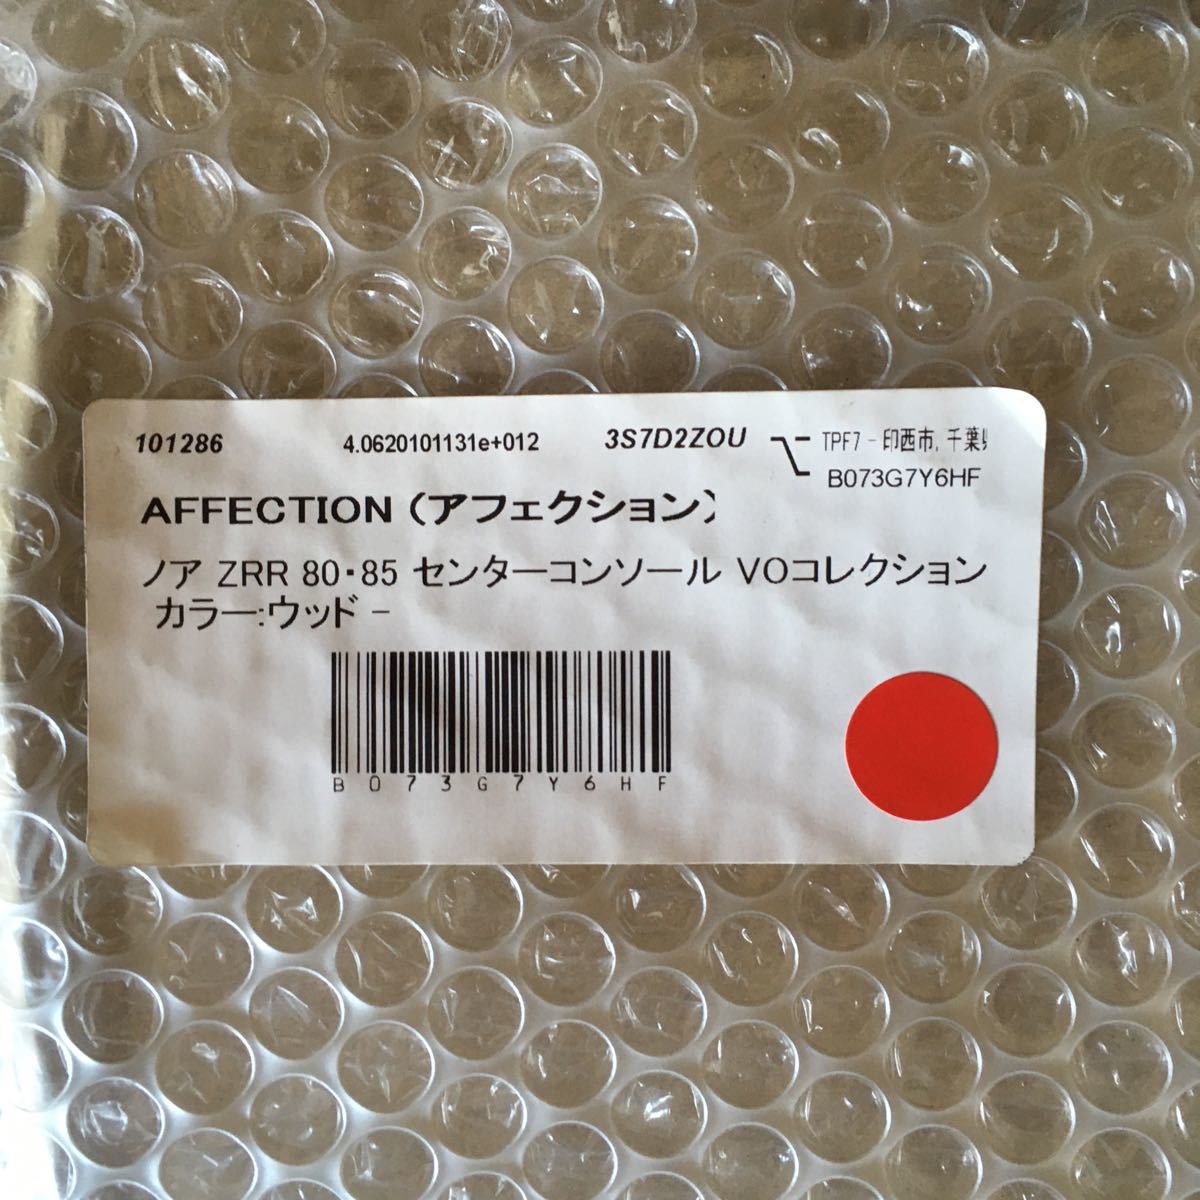 101286 4.0620101131e+012 3S7D2ZOU TPF7 - 印西市, 千葉
B073G7Y6HF
AFFECTION (アフェクション)
ノア ZRR 80・85 センターコンソール VOコレクション
カラー:ウッド -
B073G7Y6HF